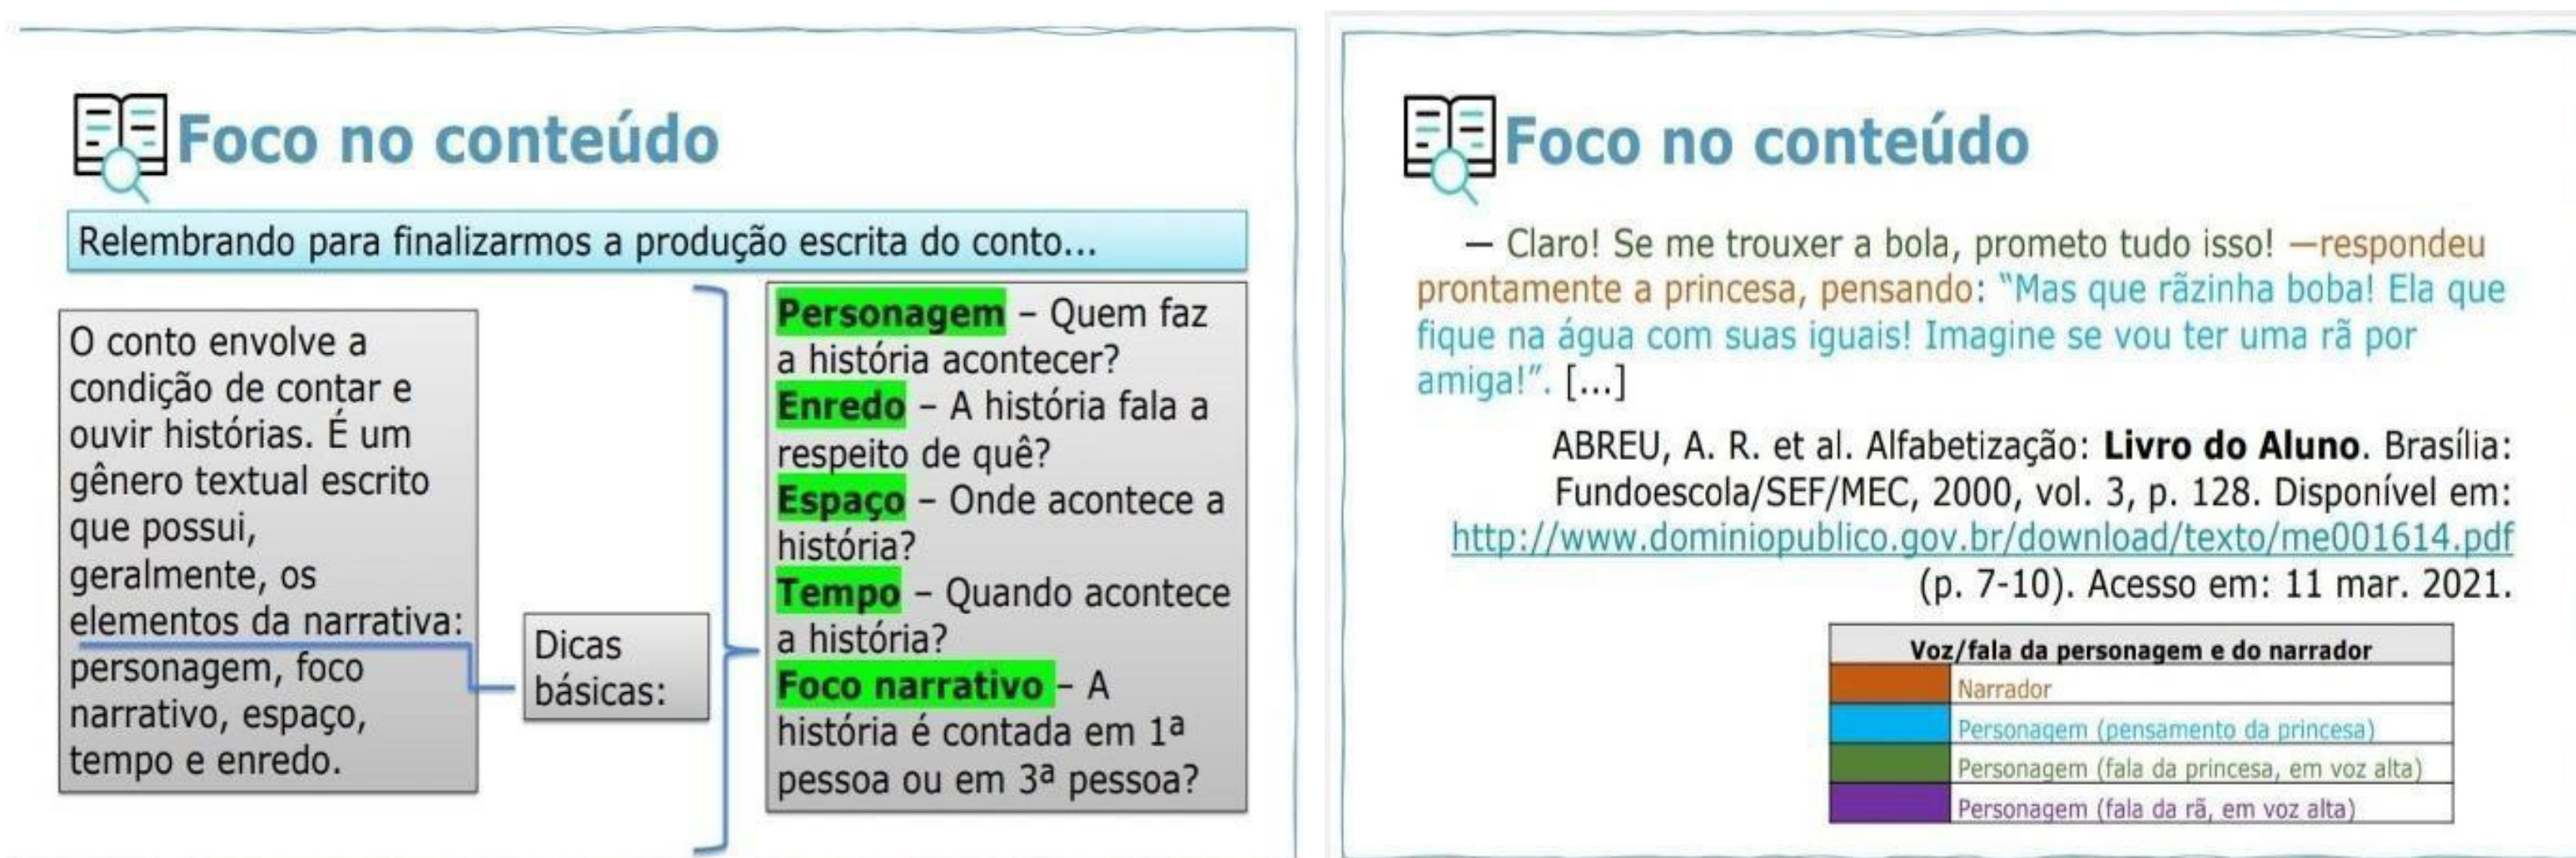 Foco no conteúdo
Relembrando para finalizarmos a produção escrita do conto...
O conto envolve a
condição de contar e
ouvir histórias. É um
gênero textual escrito
que possui,
geralmente, os
elementos da narrativa:
personagem, foco
narrativo, espaço,
tempo e enredo.
Dicas
básicas:
Personagem – Quem faz
a história acontecer?
Enredo – A história fala a
respeito de quê?
Espaço – Onde acontece a
história?
Tempo – Quando acontece
a história?
Foco narrativo – A
história é contada em 1ª
pessoa ou em 3ª pessoa?
Foco no conteúdo
— Claro! Se me trouxer a bola, prometo tudo isso! —respondeu
prontamente a princesa, pensando: “Mas que rãzinha boba! Ela que
fique na água com suas iguais! Imagine se vou ter uma rã por
amiga!”. [...]
ABREU, A. R. et al. Alfabetização: Livro do Aluno. Brasília:
Fundoescola/SEF/MEC, 2000, vol. 3, p. 128. Disponível em:
http://www.dominiopublico.gov.br/download/texto/me001614.pdf
(p. 7-10). Acesso em: 11 mar. 2021.
Voz/fala da personagem e do narrador
Narrador
Personagem (pensamento da princesa)
Personagem (fala da princesa, em voz alta)
Personagem (fala da rã, em voz alta)